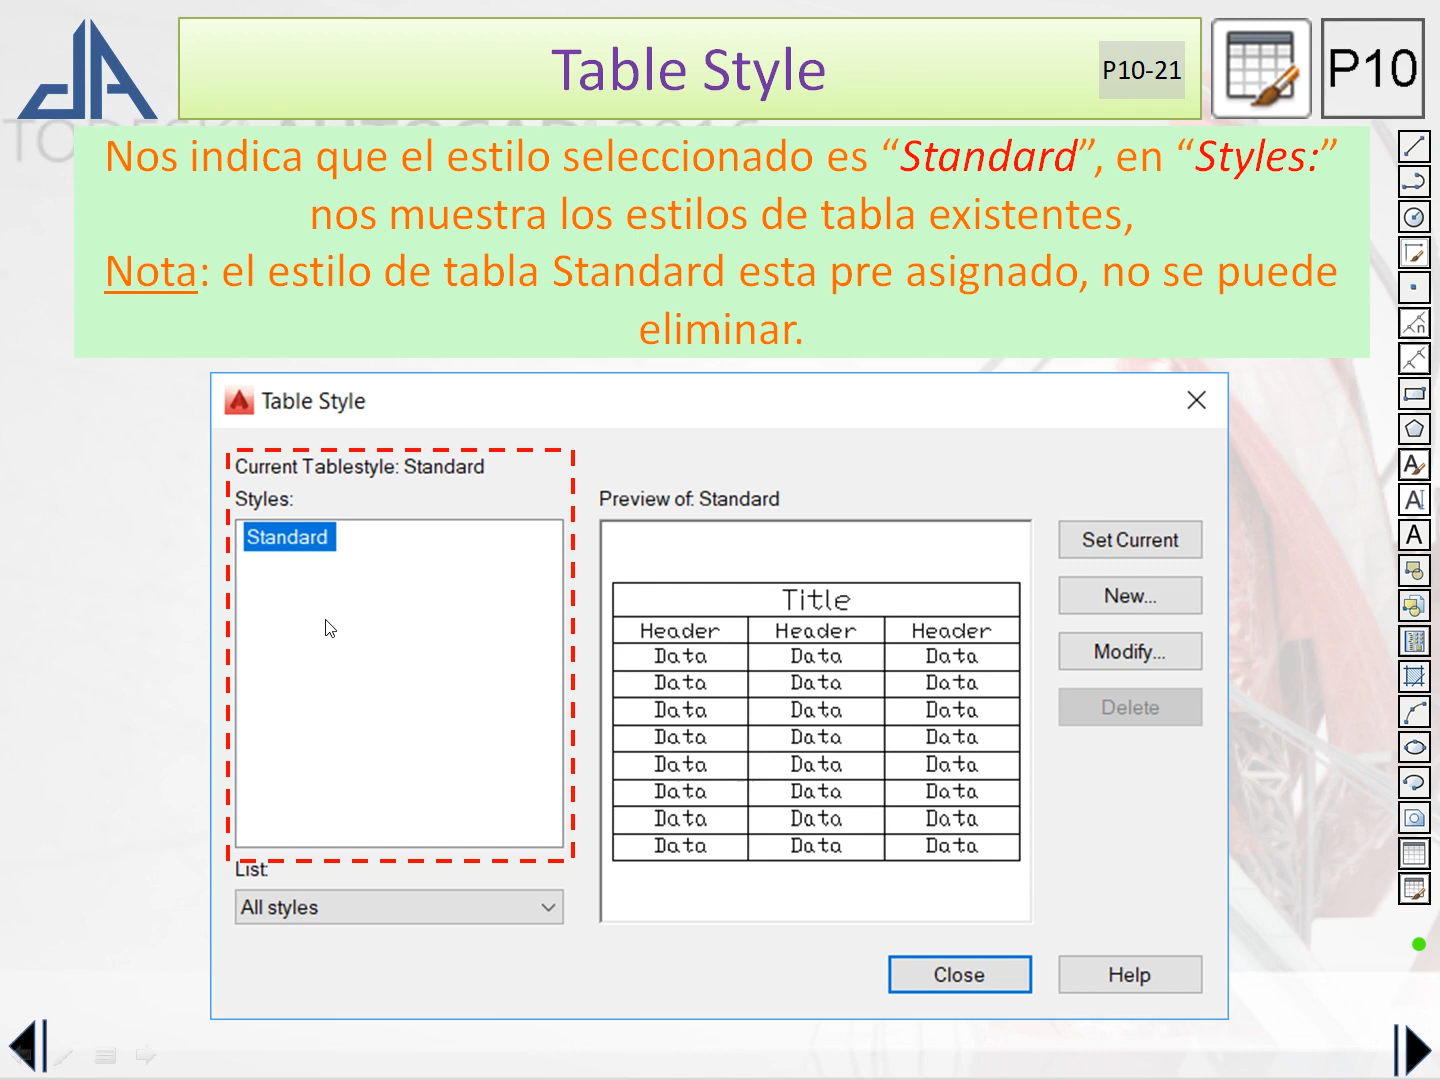 Table Style
P10-21
P10
Nos indica que el estilo seleccionado es “Standard”, en “Styles:”
nos muestra los estilos de tabla existentes,
Nota: el estilo de tabla Standard esta pre asignado, no se puede
eliminar.
Table Style
Current Tablestyle: Standard
Styles:
Standard
List:
All styles
Preview of: Standard
Title
Header Header Header
Data Data Data
Data Data Data
Data Data Data
Data Data Data
Data Data Data
Data Data Data
Data Data Data
Data Data Data
Set Current
New...
Modify...
Delete
Close
Help